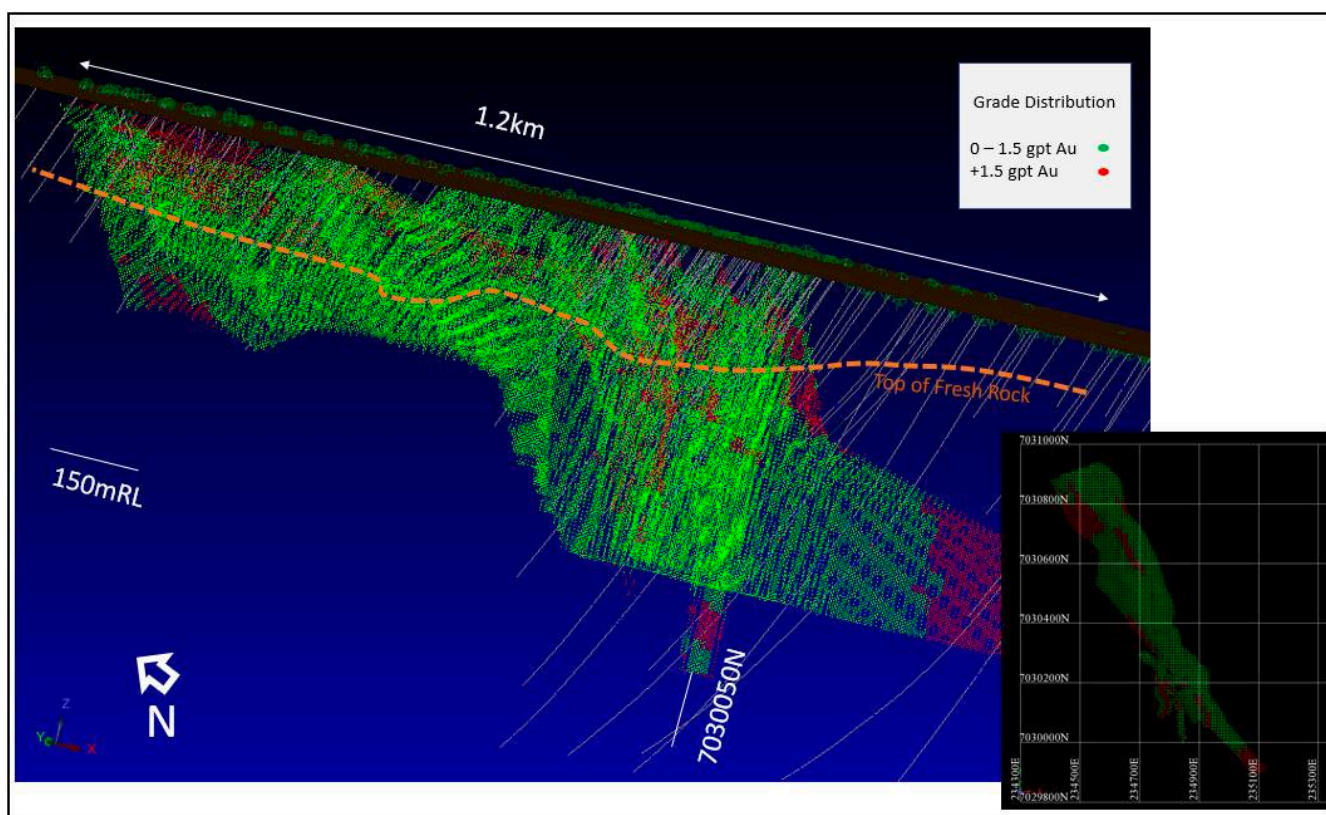 Grade Distribution
0 – 1.5 gpt Au
+1.5 gpt Au
1.2km
Top of Fresh Rock
150mRL
7030050N
N
Z
Y
X
7031000N
7030800N
7030600N
7030400N
7030200N
7030000N
7029800N
234300E
234500E
234700E
234900E
235100E
235300E